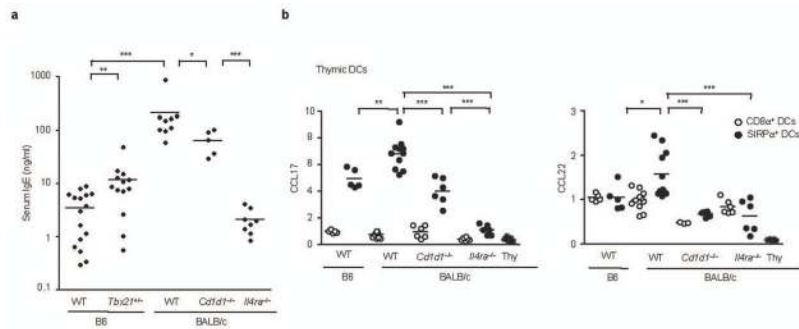 a
b
Thymic DCs
***
**
*
***
1000
100
10
1
0.1
Serum IgE (ng/ml)
WT Tbx21+/- WT Cd1d1-/- Il4ra-/-
B6 BALB/c
***
** *** ***
10
8
6
4
2
0
CCL17
WT WT Cd1d1-/- Il4ra-/- Thy
B6 BALB/c
***
* ***
3
2
1
0
CCL22
CD8α+ DCs
SIRPα+ DCs
WT WT Cd1d1-/- Il4ra-/- Thy
B6 BALB/c